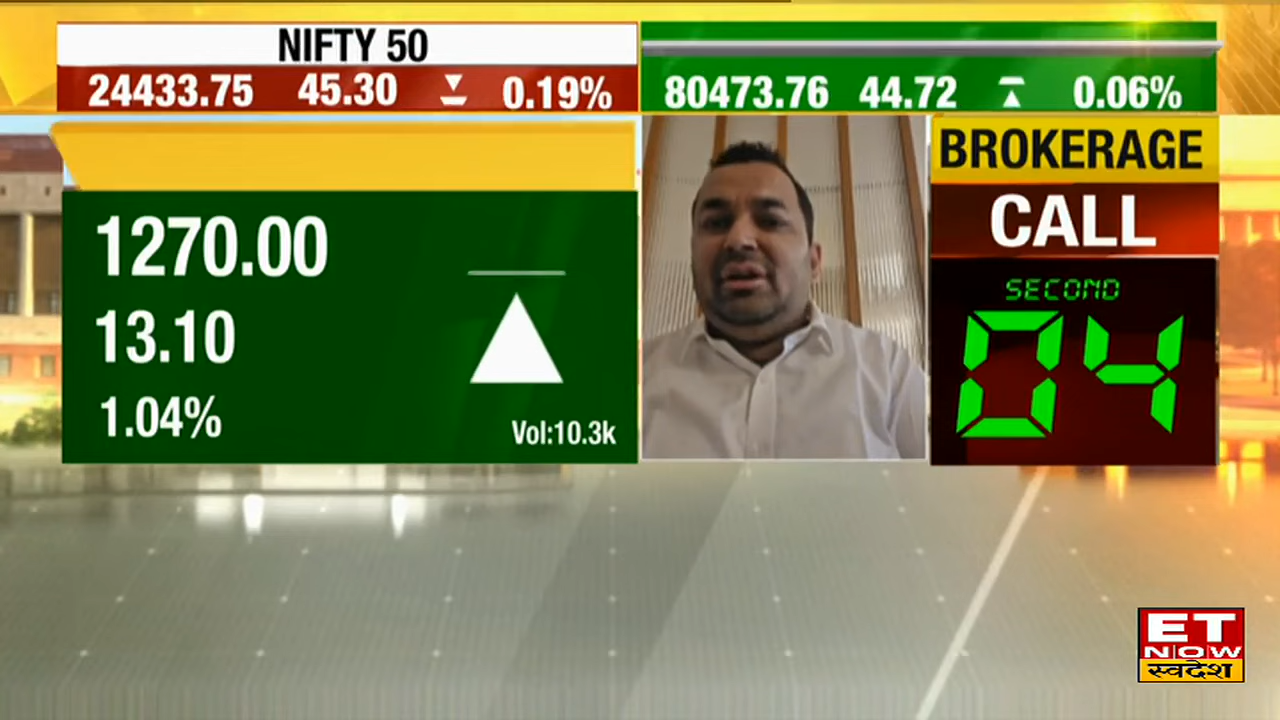 NIFTY 50
24433.75 45.30 0.19%
80473.76 44.72 0.06%
1270.00
13.10
1.04%
Vol:10.3k
BROKERAGE
CALL
SECOND
04
ET
NOW
स्वदेश